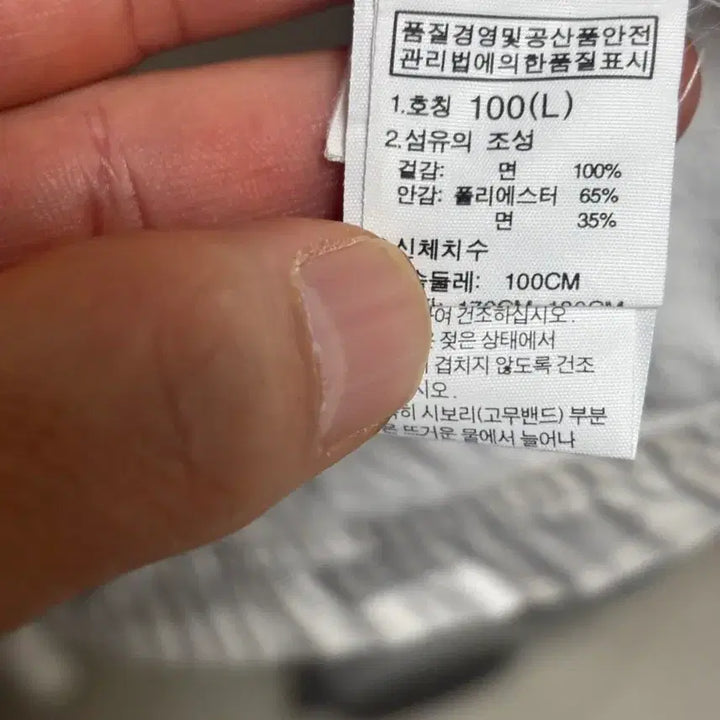 품질경영및공산품안전
관리법에의한품질표시
1.호칭 100(L)
2.섬유의 조성
겉감: 면 100%
안감: 폴리에스터 65%
면 35%
신체치수
둘레: 100CM
여 건조하십시오.
젖은 상태에서
겹치지 않도록 건조
시오.
시보리(고무밴드) 부분
뜨거운 물에서 늘어나